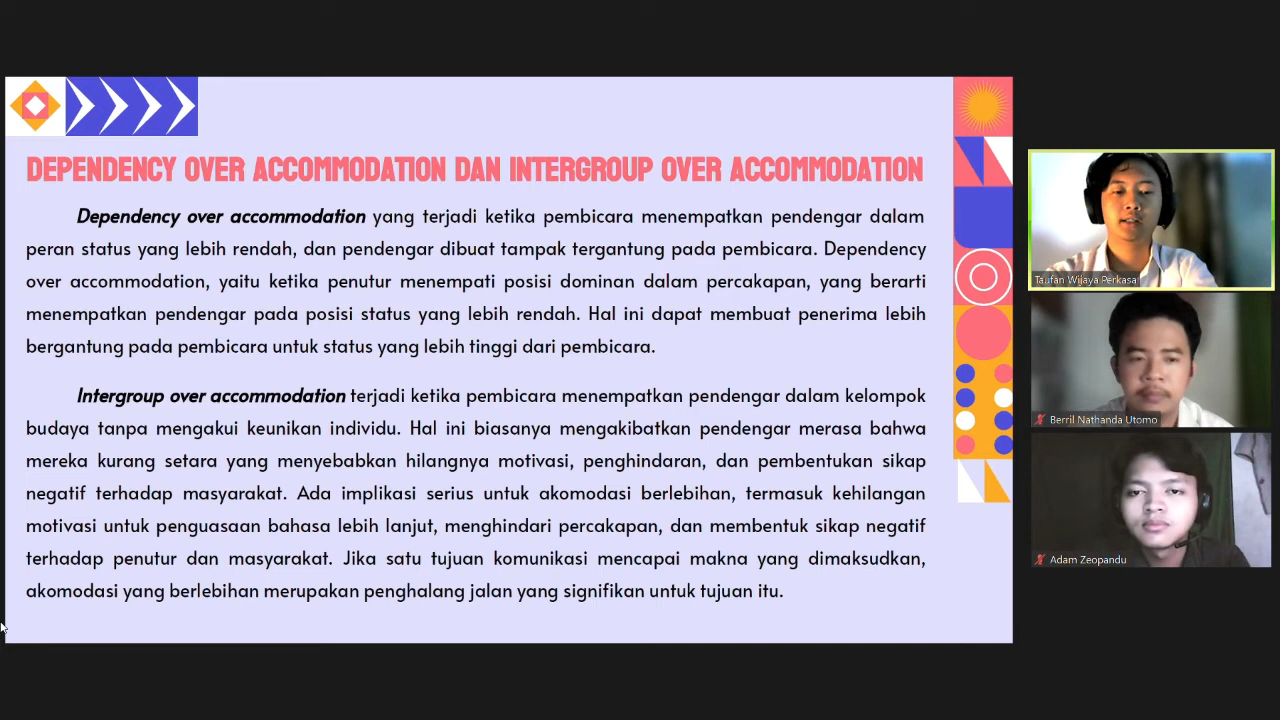 DEPENDENCY OVER ACCOMMODATION DAN INTERGROUP OVER ACCOMMODATION
Dependency over accommodation yang terjadi ketika pembicara menempatkan pendengar dalam
peran status yang lebih rendah, dan pendengar dibuat tampak tergantung pada pembicara. Dependency
over accommodation, yaitu ketika penutur menempati posisi dominan dalam percakapan, yang berarti
menempatkan pendengar pada posisi status yang lebih rendah. Hal ini dapat membuat penerima lebih
bergantung pada pembicara untuk status yang lebih tinggi dari pembicara.
Intergroup over accommodation terjadi ketika pembicara menempatkan pendengar dalam kelompok
budaya tanpa mengakui keunikan individu. Hal ini biasanya mengakibatkan pendengar merasa bahwa
mereka kurang setara yang menyebabkan hilangnya motivasi, penghindaran, dan pembentukan sikap
negatif terhadap masyarakat. Ada implikasi serius untuk akomodasi berlebihan, termasuk kehilangan
motivasi untuk penguasaan bahasa lebih lanjut, menghindari percakapan, dan membentuk sikap negatif
terhadap penutur dan masyarakat. Jika satu tujuan komunikasi mencapai makna yang dimaksudkan,
akomodasi yang berlebihan merupakan penghalang jalan yang signifikan untuk tujuan itu.
Taufan Wijaya Perkasa
Berril Nathanda Utomo
Adam Zeopandu